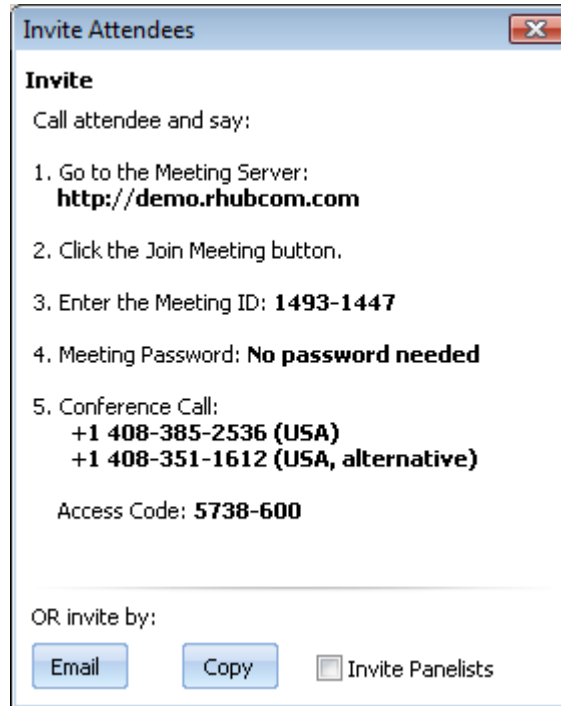 Invite Attendees
Invite
Call attendee and say:
1. Go to the Meeting Server:
http://demo.rhubcom.com
2. Click the Join Meeting button.
3. Enter the Meeting ID: 1493-1447
4. Meeting Password: No password needed
5. Conference Call:
+1 408-385-2536 (USA)
+1 408-351-1612 (USA, alternative)
Access Code: 5738-600
OR invite by:
Email Copy Invite Panelists